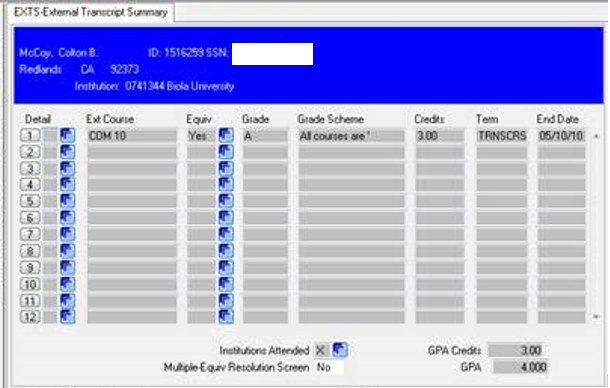 EXTS-External Transcript Summary
McCoy, Colton B. ID: 1516259 SSN:
Redlands CA 92373
Institution: 0741344 Biola University
Detail Ext Course Equiv Grade Grade Scheme Credits Term End Date
1 COM 10 Yes A All courses are ' 3.00 TRNSCRS 05/10/10
2
3
4
5
6
7
8
9
10
11
12
Institutions Attended X GPA Credits 3.00
Multiple-Equiv Resolution Screen No GPA 4.000